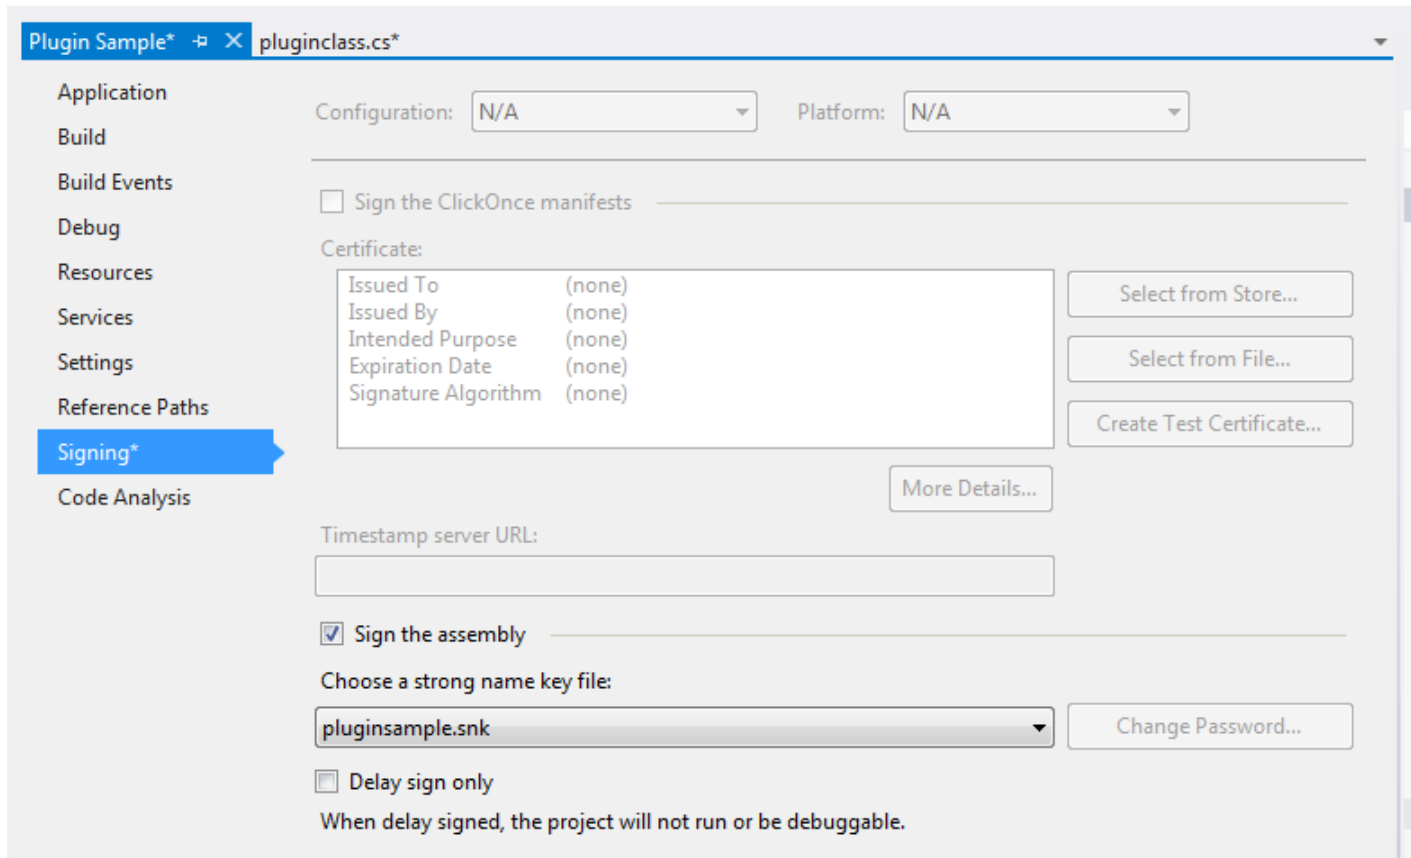 Plugin Sample* pluginclass.cs*
Application
Build
Build Events
Debug
Resources
Services
Settings
Reference Paths
Signing*
Code Analysis
Configuration: N/A Platform: N/A
Sign the ClickOnce manifests
Certificate:
Issued To (none)
Issued By (none)
Intended Purpose (none)
Expiration Date (none)
Signature Algorithm (none)
Select from Store...
Select from File...
Create Test Certificate...
More Details...
Timestamp server URL:
Sign the assembly
Choose a strong name key file:
pluginsample.snk Change Password...
Delay sign only
When delay signed, the project will not run or be debuggable.